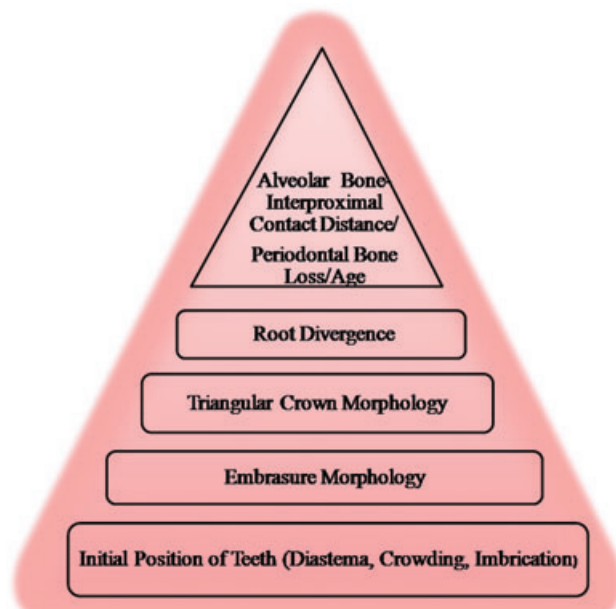 Alveolar Bone-
Interproximal
Contact Distance/
Periodontal Bone
Loss/Age
Root Divergence
Triangular Crown Morphology
Embrasure Morphology
Initial Position of Teeth (Diastema, Crowding, Imbrication)